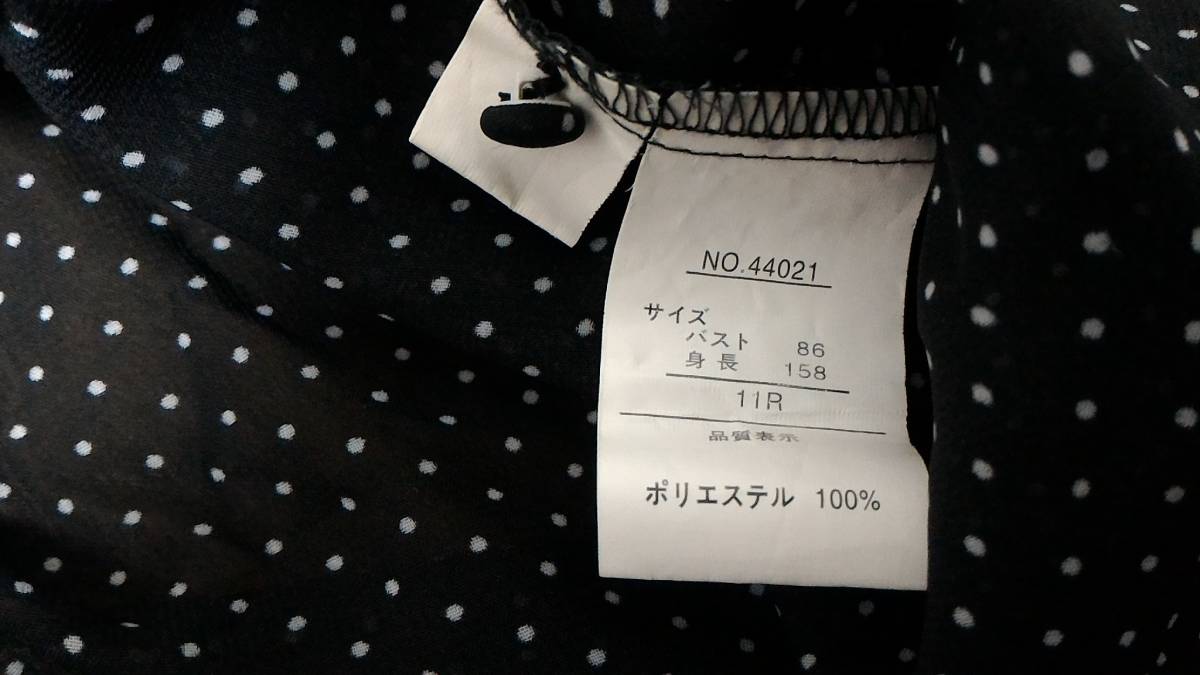 NO.44021
サイズ
バスト 86
身長 158
11R
品質表示
ポリエステル 100%